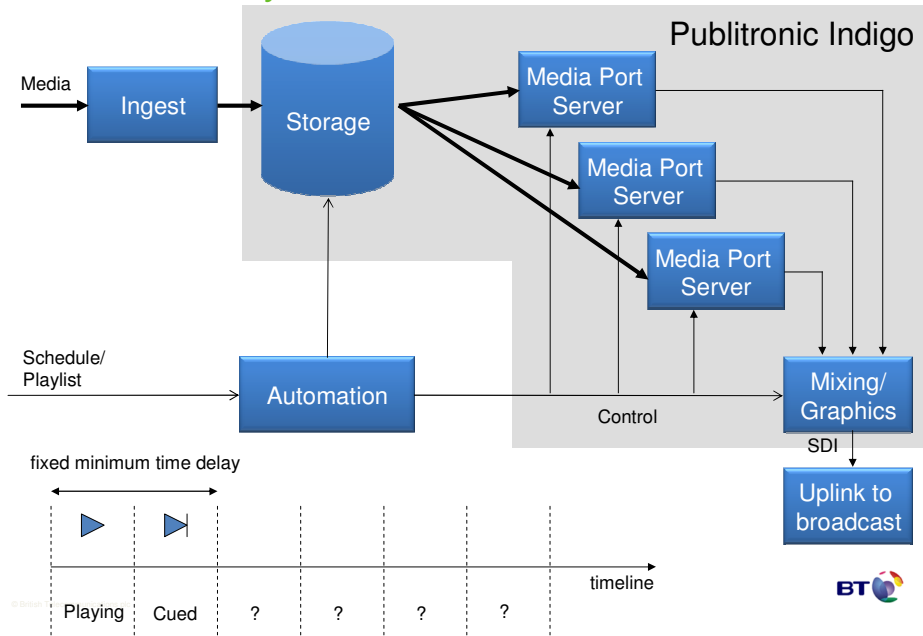 Publitronic Indigo
Media
Ingest
Storage
Media Port
Server
Media Port
Server
Media Port
Server
Schedule/
Playlist
Automation
Control
Mixing/
Graphics
SDI
Uplink to
broadcast
fixed minimum time delay
timeline
Playing
Cued
?
?
?
?
BT